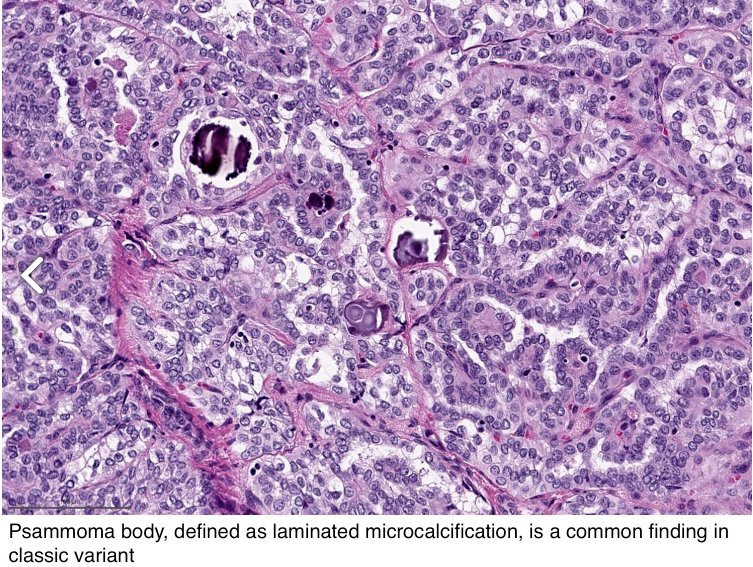 Psammoma body, defined as laminated microcalcification, is a common finding in
classic variant